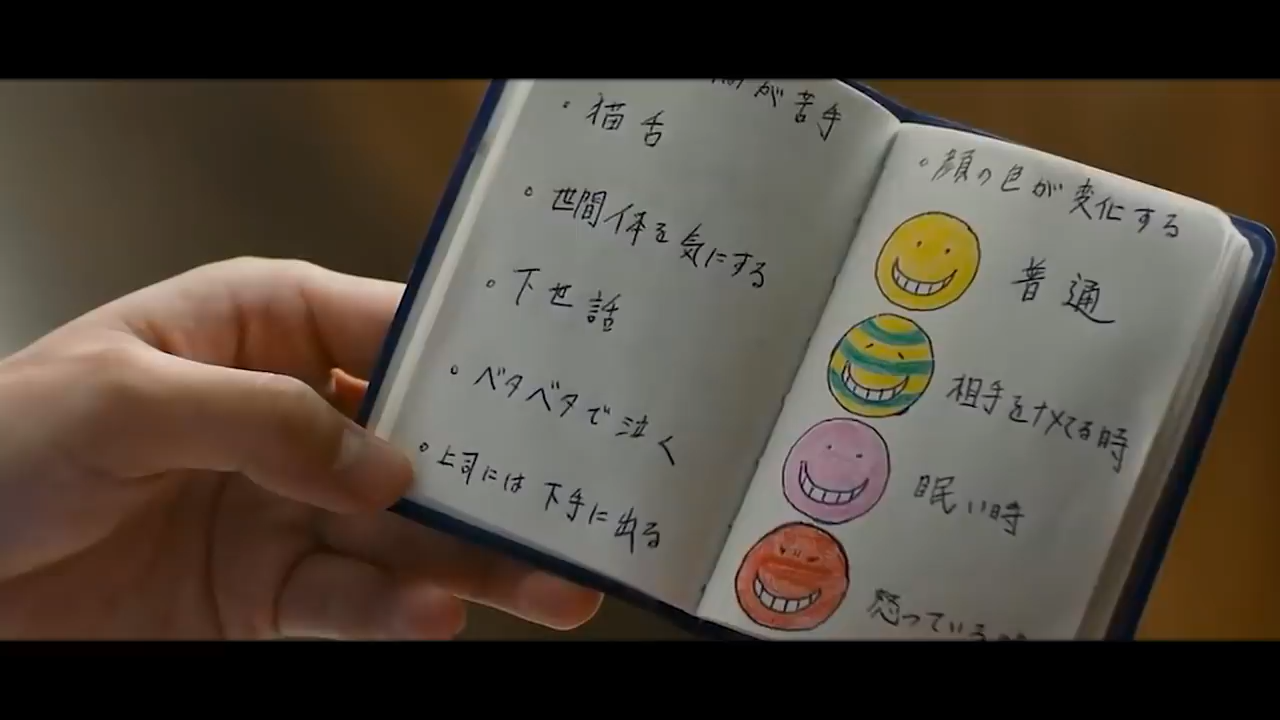 が苦手
・猫舌
・世間体を気にする
・下世話
・ベタベタで泣く
・上司には下手に出る
・顔の色が変化する
普通
相手をナメてる時
眠い時
怒っている